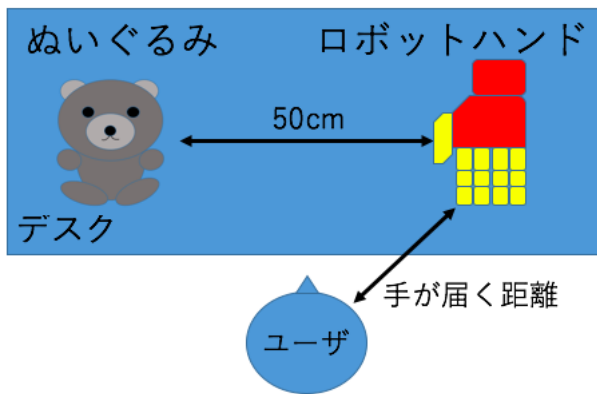 ぬいぐるみ
ロボットハンド
50cm
デスク
手が届く距離
ユーザ